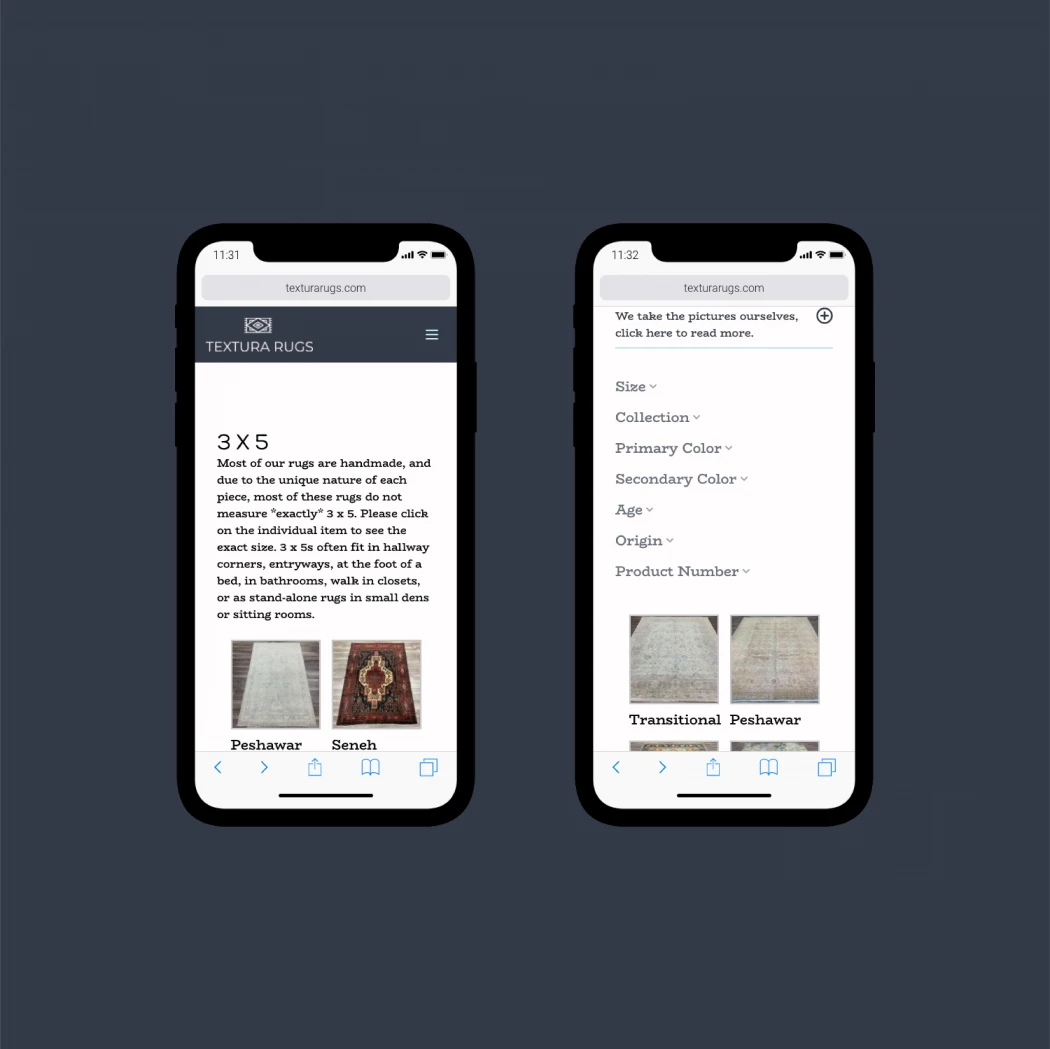 11:31
texturarugs.com
TEXTURA RUGS
3 X 5
Most of our rugs are handmade, and
due to the unique nature of each
piece, most of these rugs do not
measure *exactly* 3 x 5. Please click
on the individual item to see the
exact size. 3 x 5s often fit in hallway
corners, entryways, at the foot of a
bed, in bathrooms, walk in closets,
or as stand-alone rugs in small dens
or sitting rooms.
Peshawar Seneh
11:32
texturarugs.com
We take the pictures ourselves,
click here to read more.
Size
Collection
Primary Color
Secondary Color
Age
Origin
Product Number
Transitional Peshawar